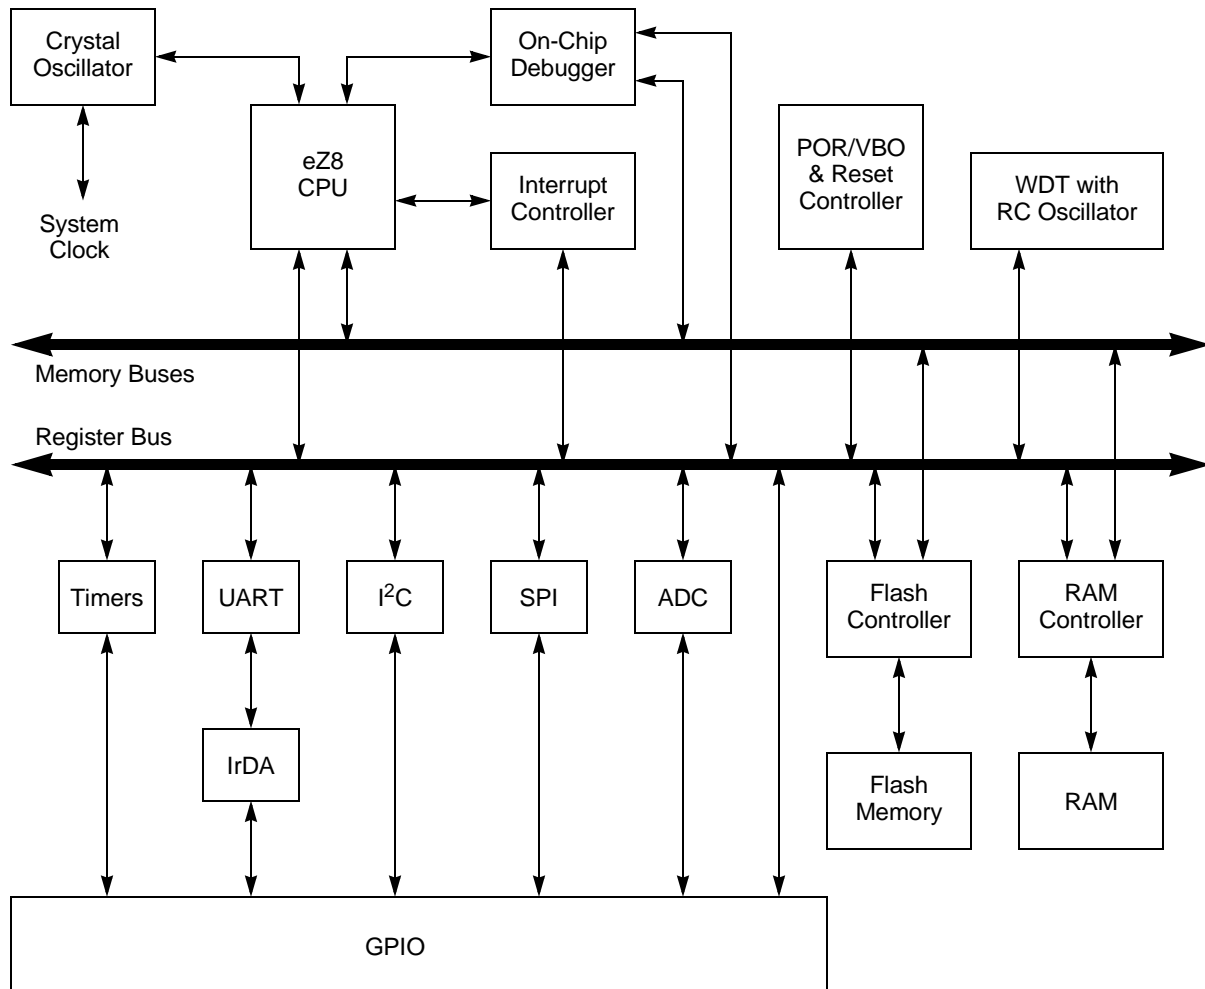 Crystal
Oscillator
On-Chip
Debugger
eZ8
CPU
Interrupt
Controller
POR/VBO
& Reset
Controller
WDT with
RC Oscillator
System
Clock
Memory Buses
Register Bus
Timers
UART
I²C
SPI
ADC
Flash
Controller
RAM
Controller
IrDA
Flash
Memory
RAM
GPIO